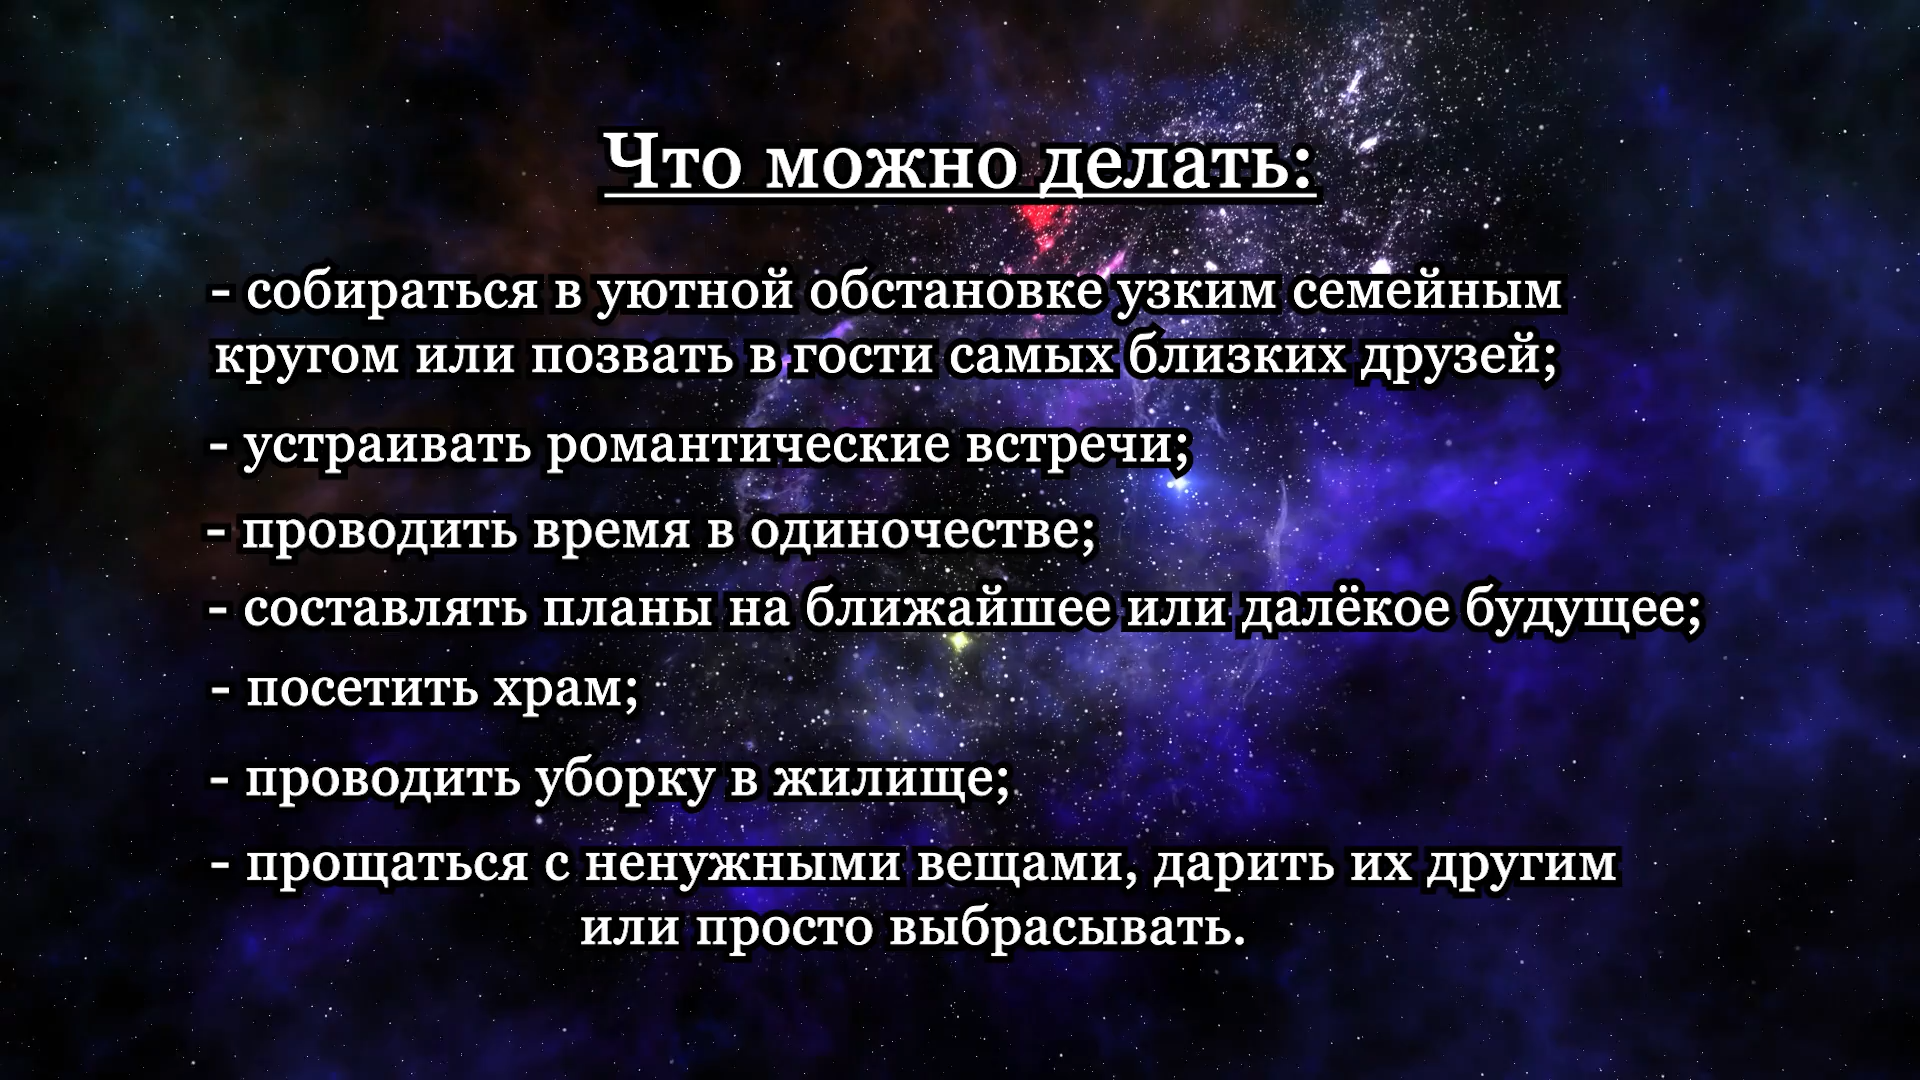 Что можно делать:
- собираться в уютной обстановке узким семейным
кругом или позвать в гости самых близких друзей;
- устраивать романтические встречи;
- проводить время в одиночестве;
- составлять планы на ближайшее или далёкое будущее;
- посетить храм;
- проводить уборку в жилище;
- прощаться с ненужными вещами, дарить их другим
или просто выбрасывать.